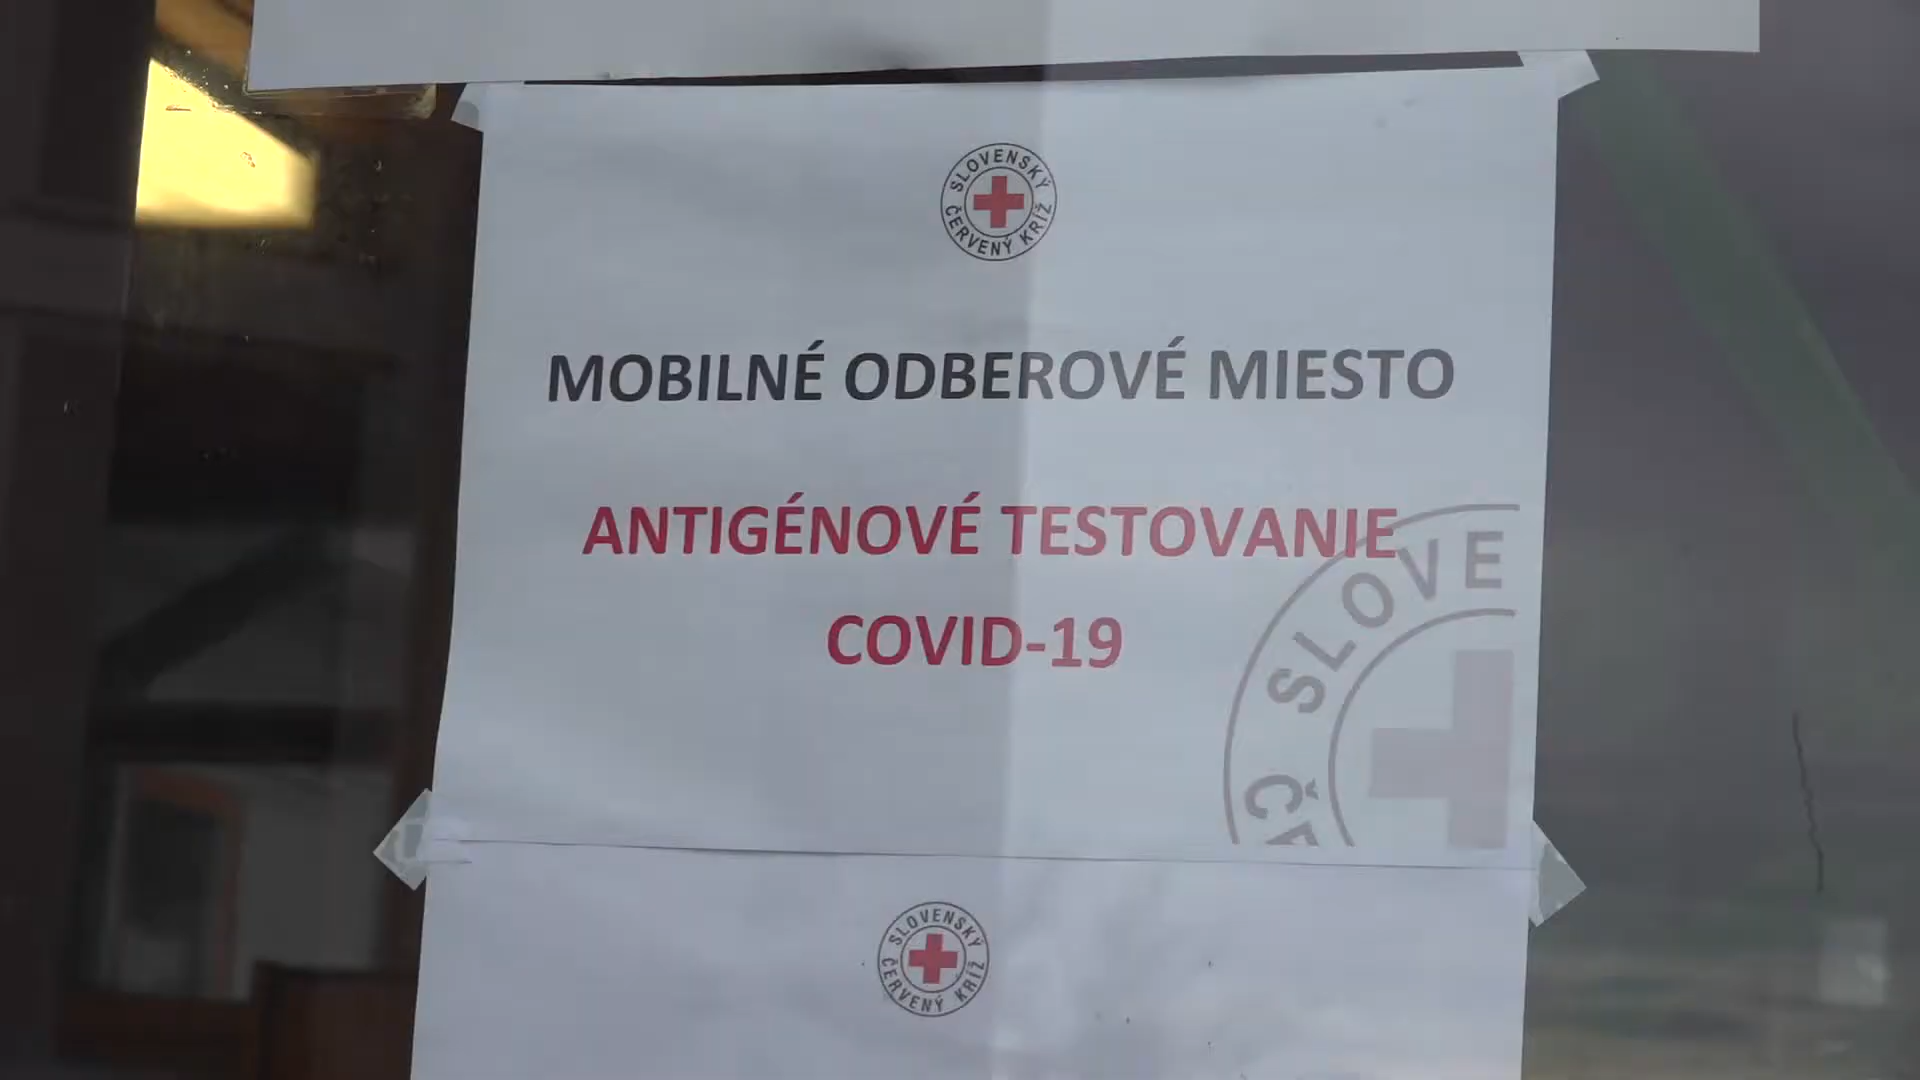 SLOVENSKÝ ČERVENÝ KRÍŽ
MOBILNÉ ODBEROVÉ MIESTO
ANTIGÉNOVÉ TESTOVANIE
COVID-19
SLOVE
SLOVENSKÝ ČERVENÝ KRÍŽ